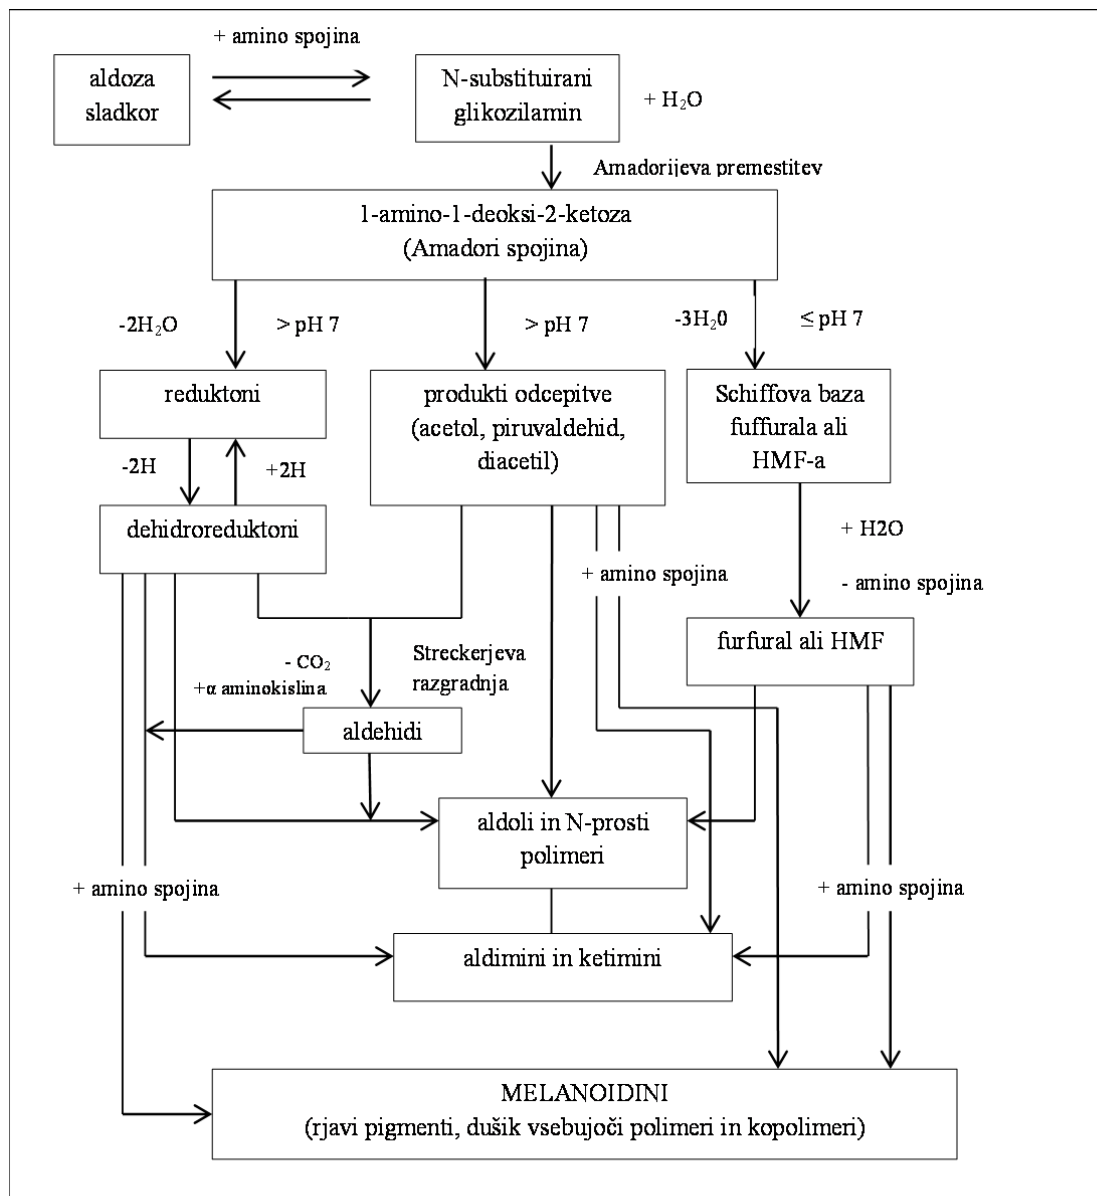 + amino spojina
aldoza
sladkor
N-substituirani
glikozilamin
+ H₂O
Amadorijeva premestitev
1-amino-1-deoksi-2-ketoza
(Amadori spojina)
-2H₂O
> pH 7
> pH 7
-3H₂0
≤ pH 7
reduktoni
produkti odcepitve
(acetol, piruvaldehid,
diacetil)
Schiffova baza
fuffurala ali
HMF-a
-2H
+2H
dehidroreduktoni
+ H2O
+ amino spojina
- amino spojina
furfural ali HMF
- CO₂
+α aminokislina
Streckerjeva
razgradnja
aldehidi
aldoli in N-prosti
polimeri
+ amino spojina
+ amino spojina
aldimini in ketimini
MELANOIDINI
(rjavi pigmenti, dušik vsebujoči polimeri in kopolimeri)